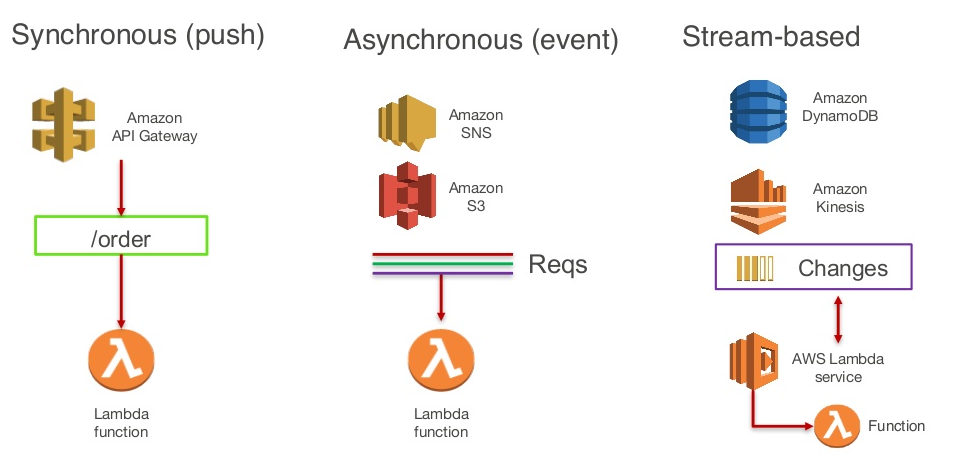 Synchronous (push)
Amazon
API Gateway
/order
Lambda
function
Asynchronous (event)
Amazon
SNS
Amazon
S3
Reqs
Lambda
function
Stream-based
Amazon
DynamoDB
Amazon
Kinesis
Changes
AWS Lambda
service
Function